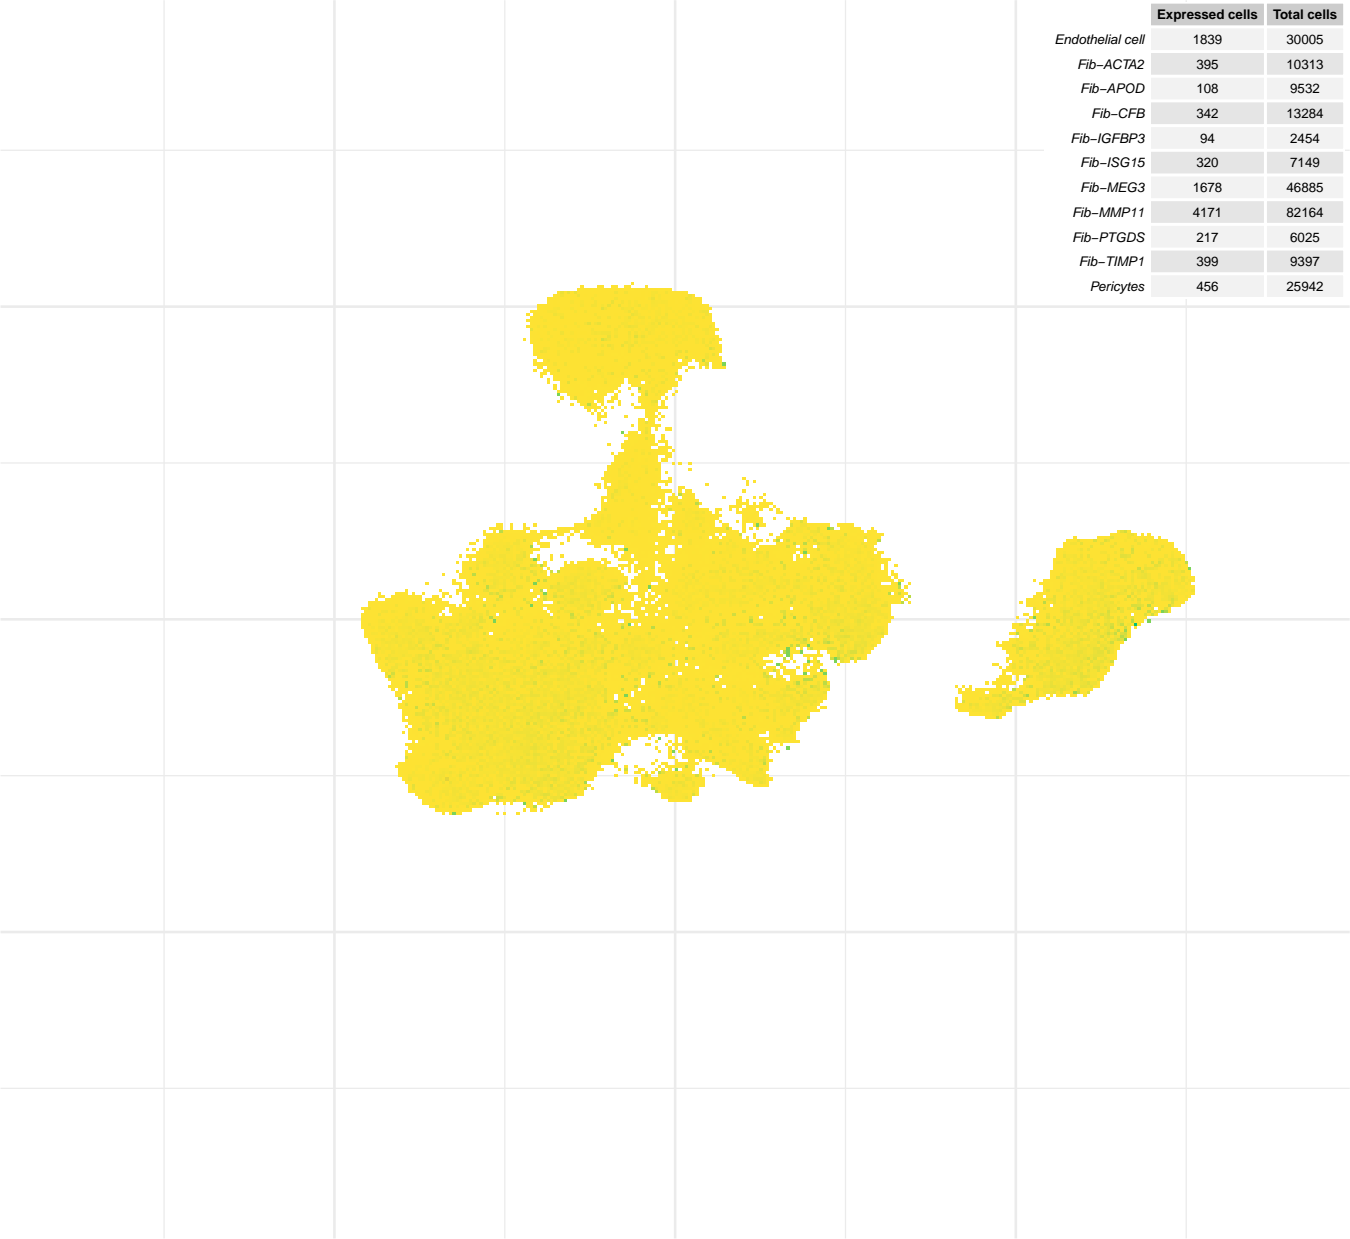 Expressed cells Total cells
Endothelial cell 1839 30005
Fib−ACTA2 395 10313
Fib−APOD 108 9532
Fib−CFB 342 13284
Fib−IGFBP3 94 2454
Fib−ISG15 320 7149
Fib−MEG3 1678 46885
Fib−MMP11 4171 82164
Fib−PTGDS 217 6025
Fib−TIMP1 399 9397
Pericytes 456 25942